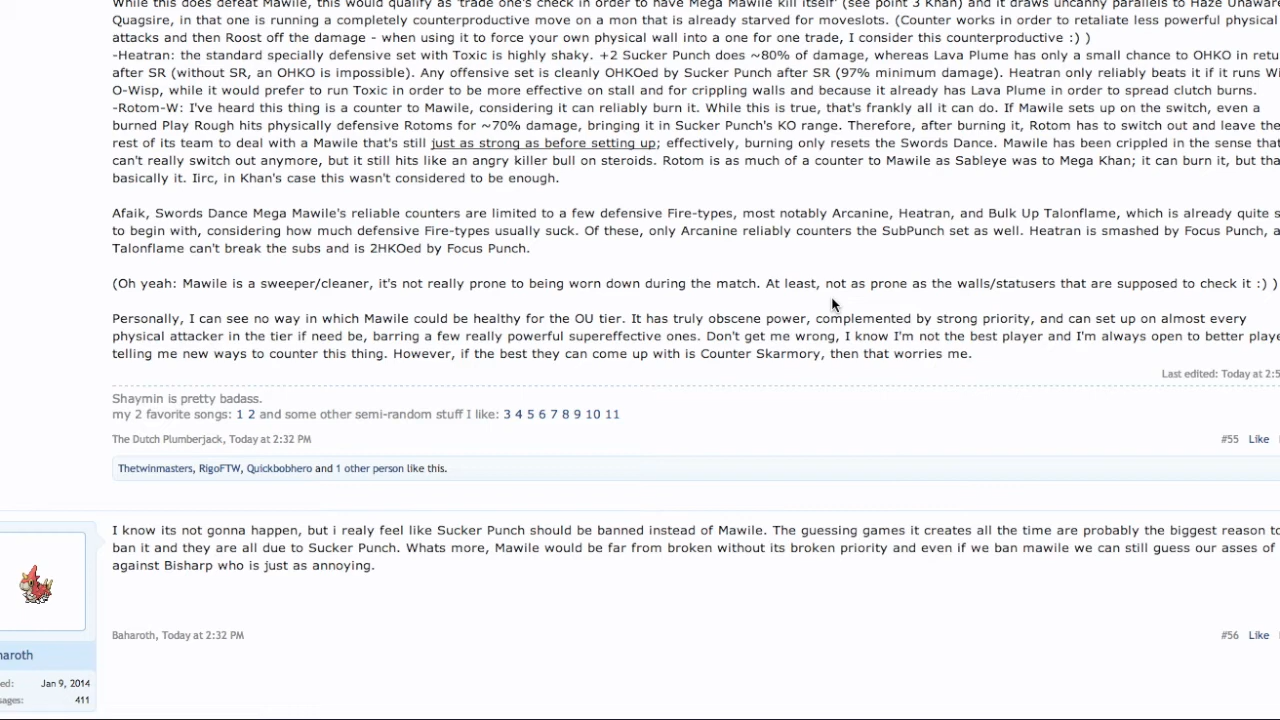 While this does defeat Mawile, this would qualify as 'trade one's check in order to have Mega Mawile kill itself' (see point 3 Khan) and it draws uncanny parallels to Haze Unaware
Quagsire, in that one is running a completely counterproductive move on a mon that is already starved for moveslots. (Counter works in order to retaliate less powerful physical
attacks and then Roost off the damage - when using it to force your own physical wall into a one for one trade, I consider this counterproductive :) )
-Heatran: the standard specially defensive set with Toxic is highly shaky. +2 Sucker Punch does ~80% of damage, whereas Lava Plume has only a small chance to OHKO in retu
after SR (without SR, an OHKO is impossible). Any offensive set is cleanly OHKOed by Sucker Punch after SR (97% minimum damage). Heatran only reliably beats it if it runs Wi
O-Wisp, while it would prefer to run Toxic in order to be more effective on stall and for crippling walls and because it already has Lava Plume in order to spread clutch burns.
-Rotom-W: I've heard this thing is a counter to Mawile, considering it can reliably burn it. While this is true, that's frankly all it can do. If Mawile sets up on the switch, even a
burned Play Rough hits physically defensive Rotoms for ~70% damage, bringing it in Sucker Punch's KO range. Therefore, after burning it, Rotom has to switch out and leave the
rest of its team to deal with a Mawile that's still just as strong as before setting up; effectively, burning only resets the Swords Dance. Mawile has been crippled in the sense that
can't really switch out anymore, but it still hits like an angry killer bull on steroids. Rotom is as much of a counter to Mawile as Sableye was to Mega Khan; it can burn it, but tha
basically it. Iirc, in Khan's case this wasn't considered to be enough.
Afaik, Swords Dance Mega Mawile's reliable counters are limited to a few defensive Fire-types, most notably Arcanine, Heatran, and Bulk Up Talonflame, which is already quite s
to begin with, considering how much defensive Fire-types usually suck. Of these, only Arcanine reliably counters the SubPunch set as well. Heatran is smashed by Focus Punch, a
Talonflame can't break the subs and is 2HKOed by Focus Punch.
(Oh yeah: Mawile is a sweeper/cleaner, it's not really prone to being worn down during the match. At least, not as prone as the walls/statusers that are supposed to check it :) )
Personally, I can see no way in which Mawile could be healthy for the OU tier. It has truly obscene power, complemented by strong priority, and can set up on almost every
physical attacker in the tier if need be, barring a few really powerful supereffective ones. Don't get me wrong, I know I'm not the best player and I'm always open to better playe
telling me new ways to counter this thing. However, if the best they can come up with is Counter Skarmory, then that worries me.
Last edited: Today at 2:5
Shaymin is pretty badass.
my 2 favorite songs: 1 2 and some other semi-random stuff I like: 3 4 5 6 7 8 9 10 11
The Dutch Plumberjack, Today at 2:32 PM #55 Like
Thetwinmasters, RigoFTW, Quickbobhero and 1 other person like this.
I know its not gonna happen, but i realy feel like Sucker Punch should be banned instead of Mawile. The guessing games it creates all the time are probably the biggest reason to
ban it and they are all due to Sucker Punch. Whats more, Mawile would be far from broken without its broken priority and even if we ban mawile we can still guess our asses of
against Bisharp who is just as annoying.
Baharoth, Today at 2:32 PM #56 Like
haroth
ed: Jan 9, 2014
sages: 411